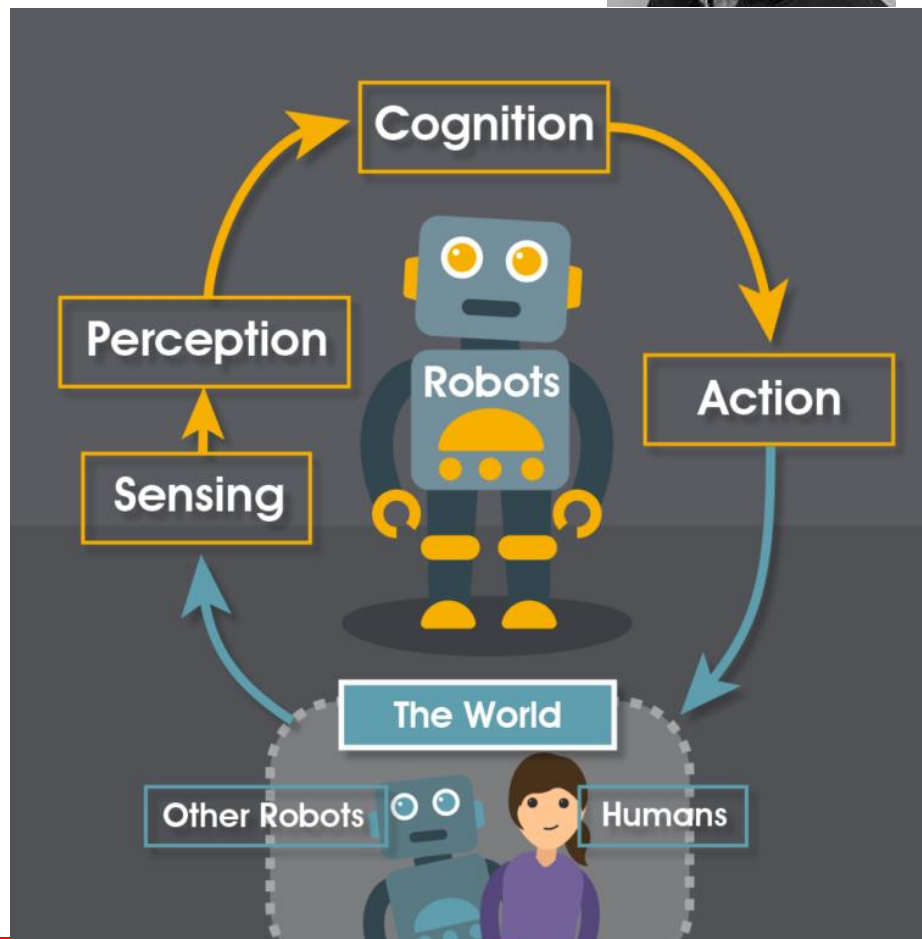 Cognition
Perception
Robots
Action
Sensing
The World
Other Robots
Humans